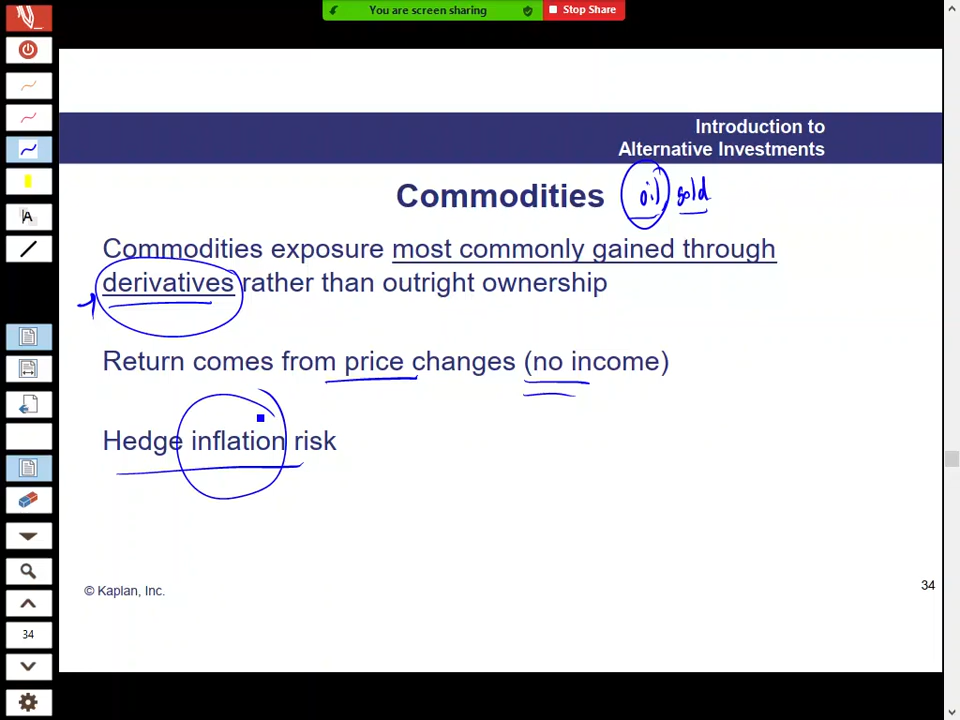 You are screen sharing
Stop Share
Introduction to
Alternative Investments
Commodities oil sold
Commodities exposure most commonly gained through
derivatives rather than outright ownership
Return comes from price changes (no income)
Hedge inflation risk
© Kaplan, Inc.
34
A
34